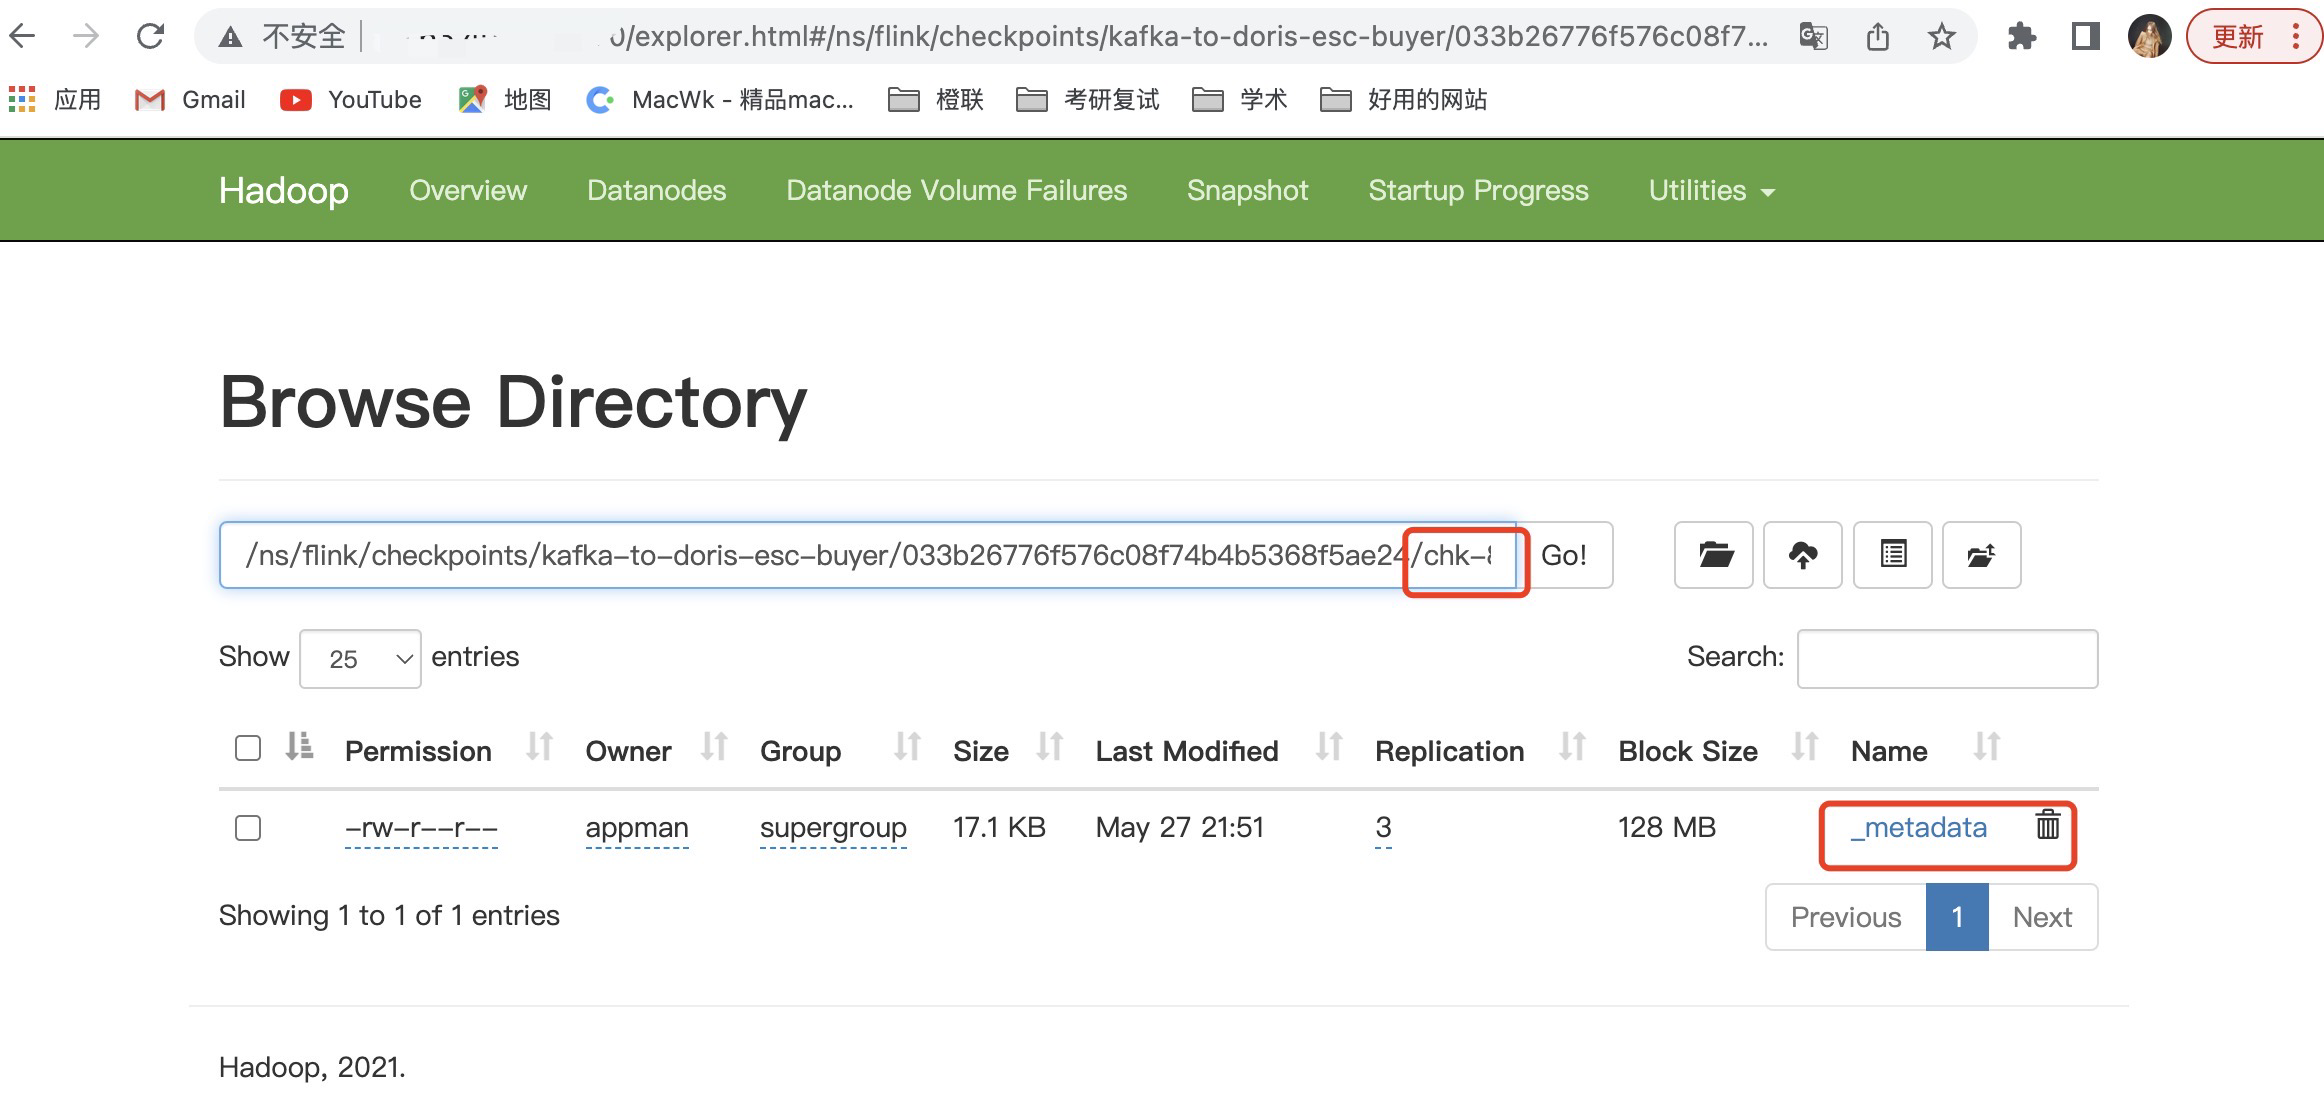 不安全 0/explorer.html#/ns/flink/checkpoints/kafka-to-doris-esc-buyer/033b26776f576c08f7... 更新
应用 Gmail YouTube 地图 MacWk - 精品mac... 橙联 考研复试 学术 好用的网站
Hadoop Overview Datanodes Datanode Volume Failures Snapshot Startup Progress Utilities
Browse Directory
/ns/flink/checkpoints/kafka-to-doris-esc-buyer/033b26776f576c08f74b4b5368f5ae24/chk- Go!
Show 25 entries Search:
Permission Owner Group Size Last Modified Replication Block Size Name
-rw-r--r-- appman supergroup 17.1 KB May 27 21:51 3 128 MB _metadata
Showing 1 to 1 of 1 entries
Previous 1 Next
Hadoop, 2021.